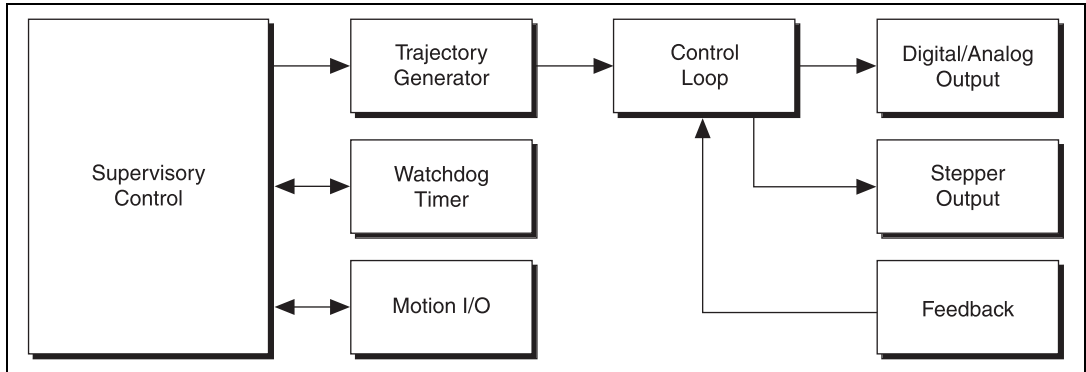 Supervisory
Control
Trajectory
Generator
Watchdog
Timer
Motion I/O
Control
Loop
Digital/Analog
Output
Stepper
Output
Feedback